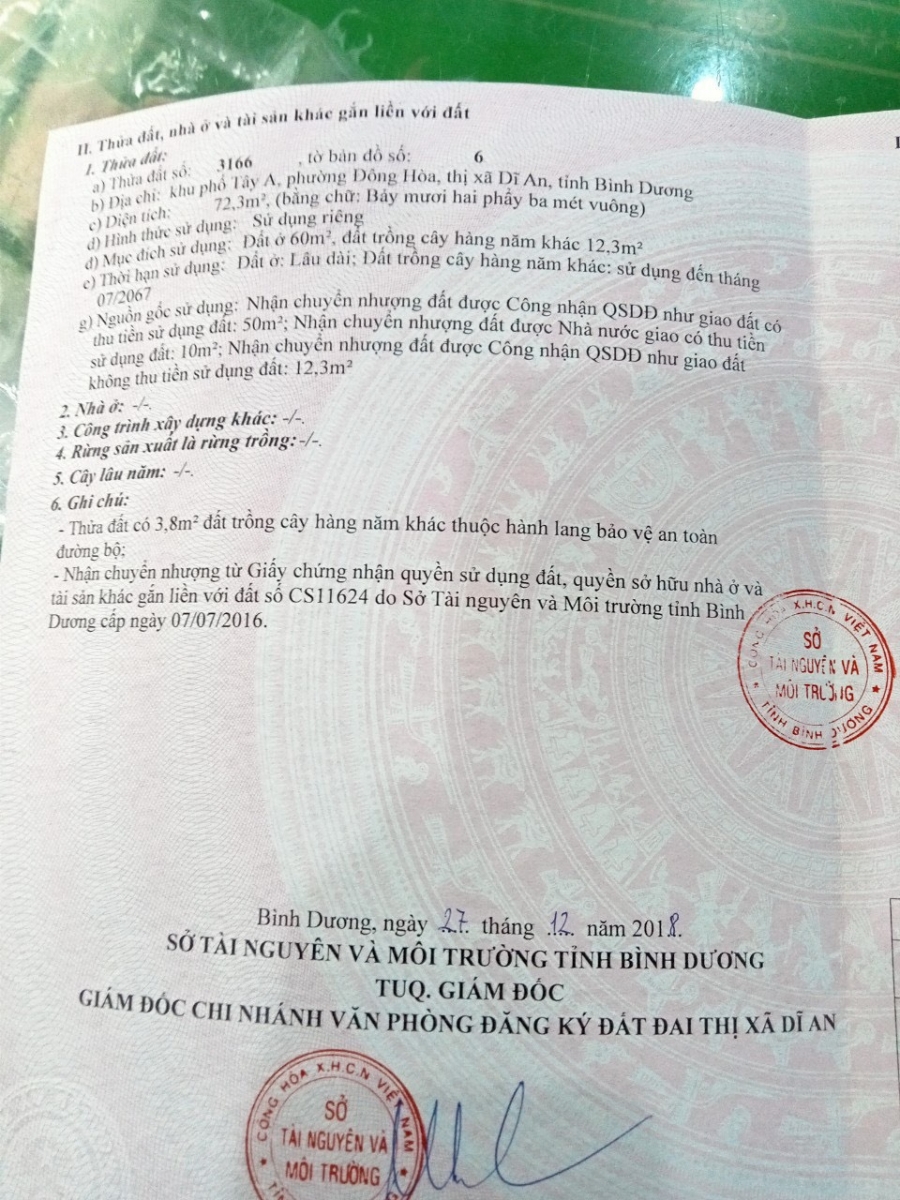 II. Thửa đất, nhà ở và tài sản khác gắn liền với đất
1. Thửa đất:
a) Thửa đất số: 3166 , tờ bản đồ số: 6
b) Địa chỉ: khu phố Tây A, phường Đông Hòa, thị xã Dĩ An, tỉnh Bình Dương
c) Diện tích: 72,3m², (bằng chữ: Bảy mươi hai phẩy ba mét vuông)
d) Hình thức sử dụng: Sử dụng riêng
đ) Mục đích sử dụng: Đất ở 60m², đất trồng cây hàng năm khác 12,3m²
e) Thời hạn sử dụng: Đất ở: Lâu dài; Đất trồng cây hàng năm khác: sử dụng đến tháng
07/2067
g) Nguồn gốc sử dụng: Nhận chuyển nhượng đất được Công nhận QSDĐ như giao đất có
thu tiền sử dụng đất: 50m²; Nhận chuyển nhượng đất được Nhà nước giao có thu tiền
sử dụng đất: 10m²; Nhận chuyển nhượng đất được Công nhận QSDĐ như giao đất
không thu tiền sử dụng đất: 12,3m²
2. Nhà ở: -/-.
3. Công trình xây dựng khác: -/-.
4. Rừng sản xuất là rừng trồng: -/-.
5. Cây lâu năm: -/-.
6. Ghi chú:
- Thửa đất có 3,8m² đất trồng cây hàng năm khác thuộc hành lang bảo vệ an toàn
đường bộ;
- Nhận chuyển nhượng từ Giấy chứng nhận quyền sử dụng đất, quyền sở hữu nhà ở và
tài sản khác gắn liền với đất số CS11624 do Sở Tài nguyên và Môi trường tỉnh Bình
Dương cấp ngày 07/07/2016.
CỘNG HÒA X.H.C.N VIỆT NAM
SỞ
TÀI NGUYÊN VÀ
MÔI TRƯỜNG
TỈNH BÌNH DƯƠNG
Bình Dương, ngày 27. tháng .12. năm 2018.
SỞ TÀI NGUYÊN VÀ MÔI TRƯỜNG TỈNH BÌNH DƯƠNG
TUQ. GIÁM ĐỐC
GIÁM ĐỐC CHI NHÁNH VĂN PHÒNG ĐĂNG KÝ ĐẤT ĐAI THỊ XÃ DĨ AN
CỘNG HÒA X.H.C.N VIỆT NAM
SỞ
TÀI NGUYÊN VÀ
MÔI TRƯỜNG